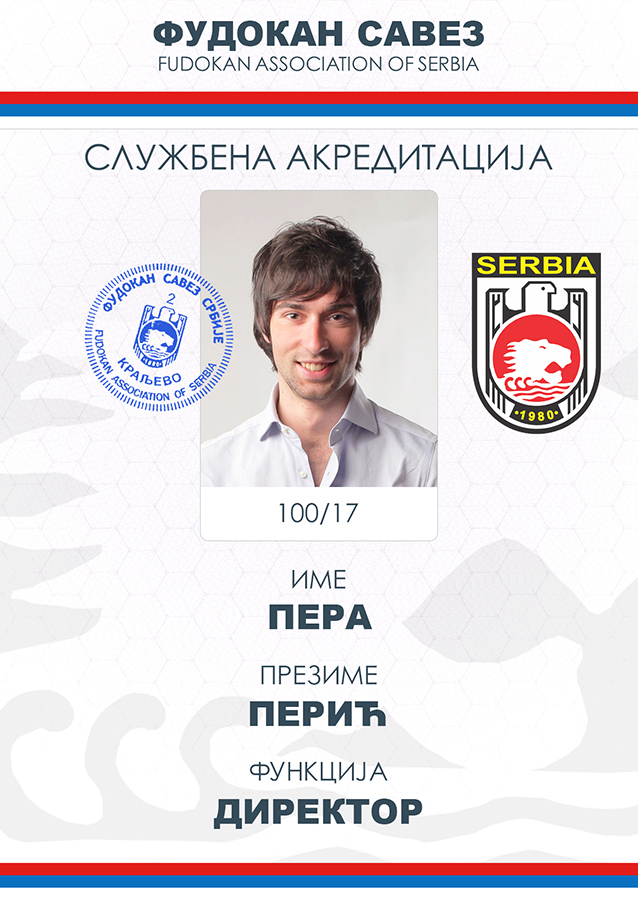 ФУДОКАН САВЕЗ
FUDOKAN ASSOCIATION OF SERBIA
СЛУЖБЕНА АКРЕДИТАЦИЈА
ФУДОКАН САВЕЗ СРБИЈЕ
2
1980
КРАЉЕВО
FUDOKAN ASSOCIATION OF SERBIA
SERBIA
•1980•
100/17
ИМЕ
ПЕРА
ПРЕЗИМЕ
ПЕРИЋ
ФУНКЦИЈА
ДИРЕКТОР